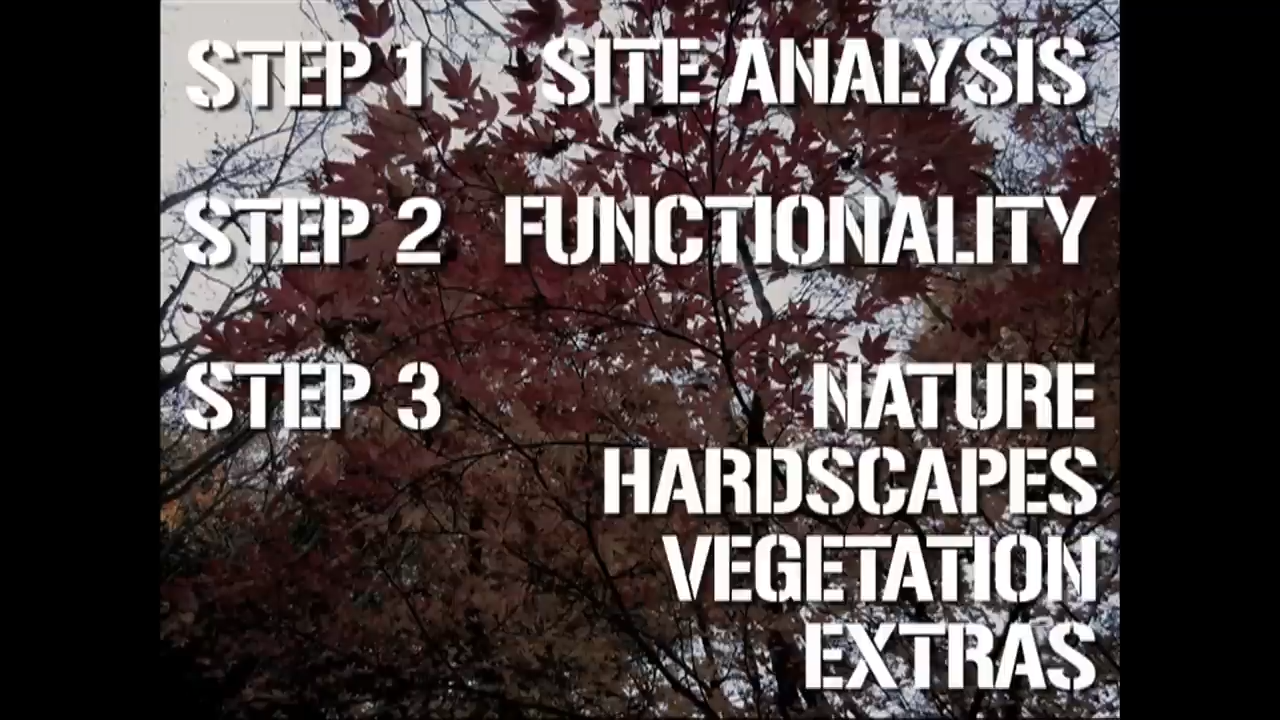 STEP 1 SITE ANALYSIS
STEP 2 FUNCTIONALITY
STEP 3 NATURE
HARDSCAPES
VEGETATION
EXTRAS